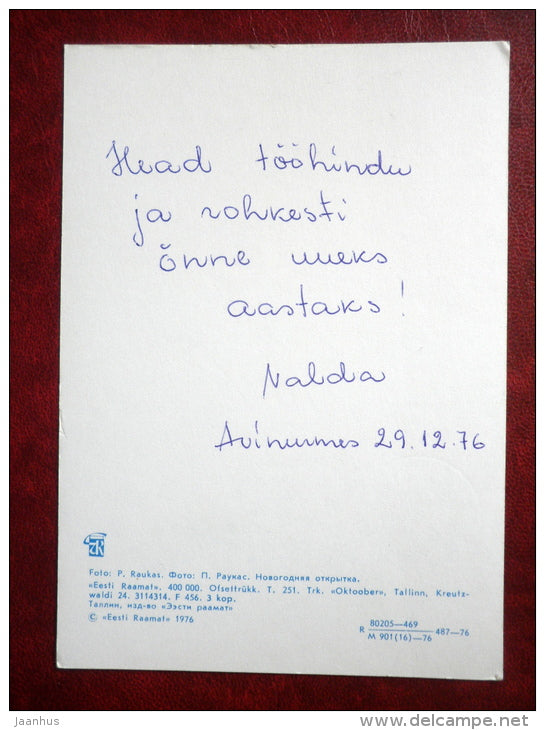 Head tööhindu
ja rohkesti
õnne uueks
aastaks!
Nalda
Avinurmes 29.12.76
Foto: P. Raukas. Фото: П. Раукас. Новогодняя открытка.
«Eesti Raamat». 400 000. Ofsettrükk. T. 251. Trk. «Oktoober», Tallinn, Kreutz-
waldi 24. 3114314. F 456. 3 kop.
Таллин, изд-во «Ээсти раамат»
© «Eesti Raamat» 1976
R 80205—469
M 901(16)—76 487—76
jaanhus
www.delcampe.net